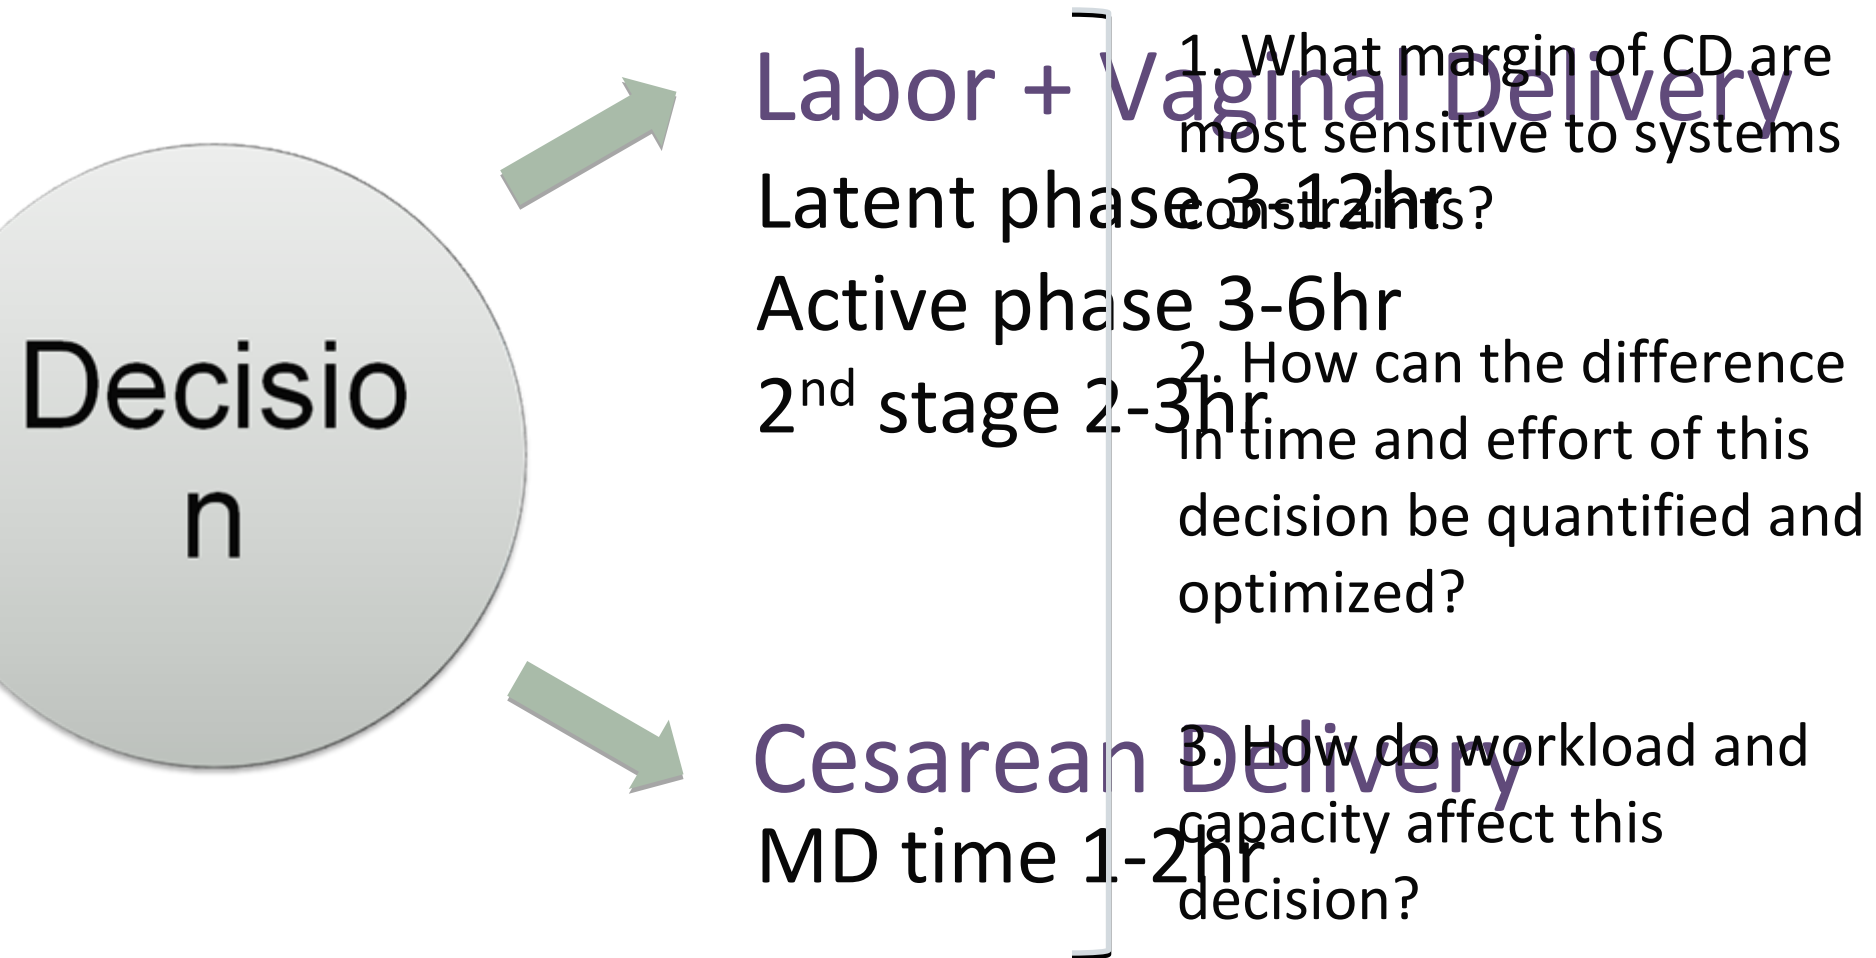 Decisio
n
Labor + Vaginal Delivery
Latent phase 3-12hr
Active phase 3-6hr
2nd stage 2-3hr
Cesarean Delivery
MD time 1-2hr
1. What margin of CD are
most sensitive to systems
constraints?
2. How can the difference
in time and effort of this
decision be quantified and
optimized?
3. How do workload and
capacity affect this
decision?